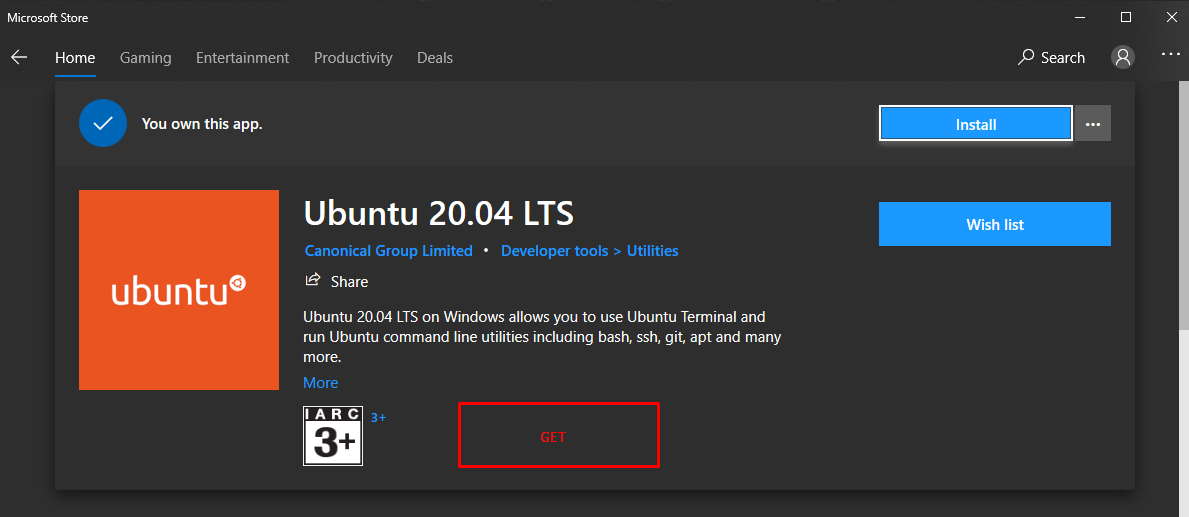 Microsoft Store
Home Gaming Entertainment Productivity Deals Search
You own this app.
Install
Ubuntu 20.04 LTS
Wish list
Canonical Group Limited • Developer tools > Utilities
Share
ubuntu
Ubuntu 20.04 LTS on Windows allows you to use Ubuntu Terminal and
run Ubuntu command line utilities including bash, ssh, git, apt and many
more.
More
IARC
3+
3+
GET